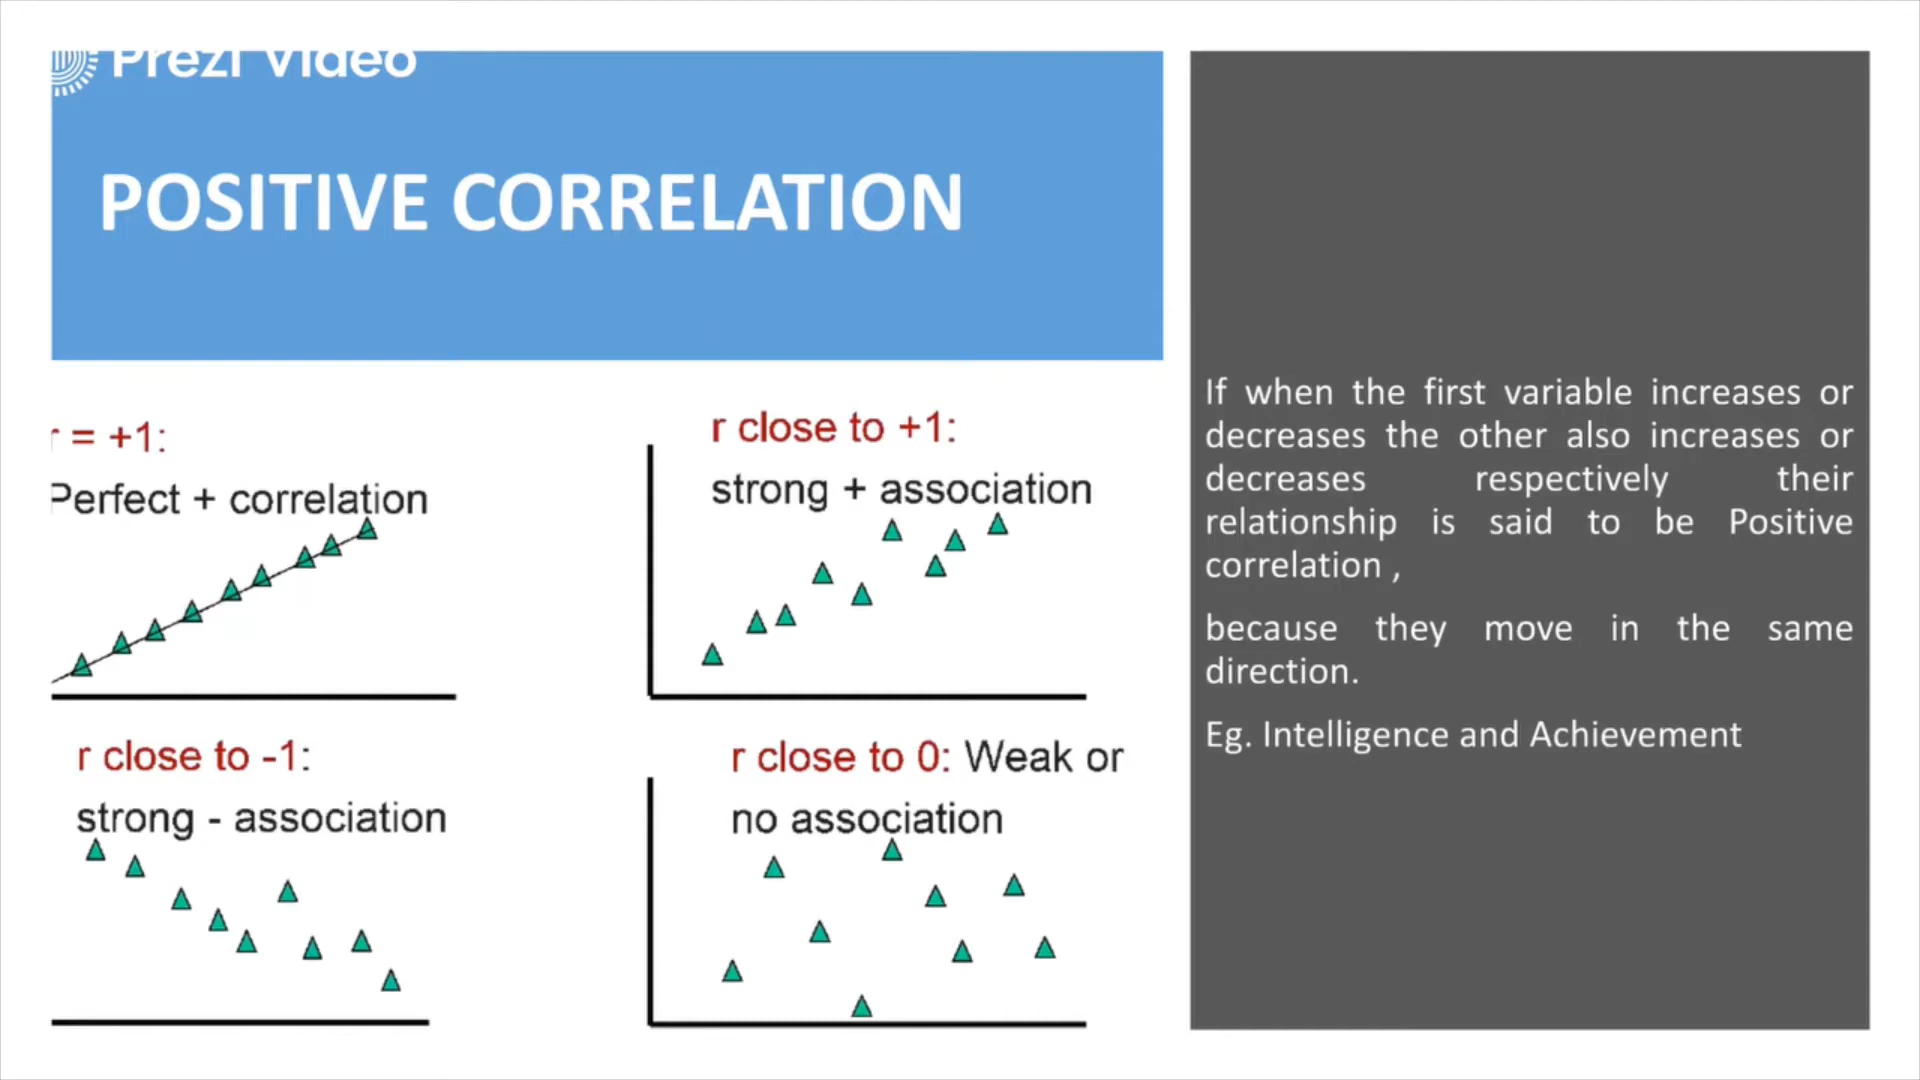 Prezi Video
POSITIVE CORRELATION
r = +1:
Perfect + correlation
r close to +1:
strong + association
r close to -1:
strong - association
r close to 0: Weak or
no association
If when the first variable increases or
decreases the other also increases or
decreases respectively their
relationship is said to be Positive
correlation ,
because they move in the same
direction.
Eg. Intelligence and Achievement